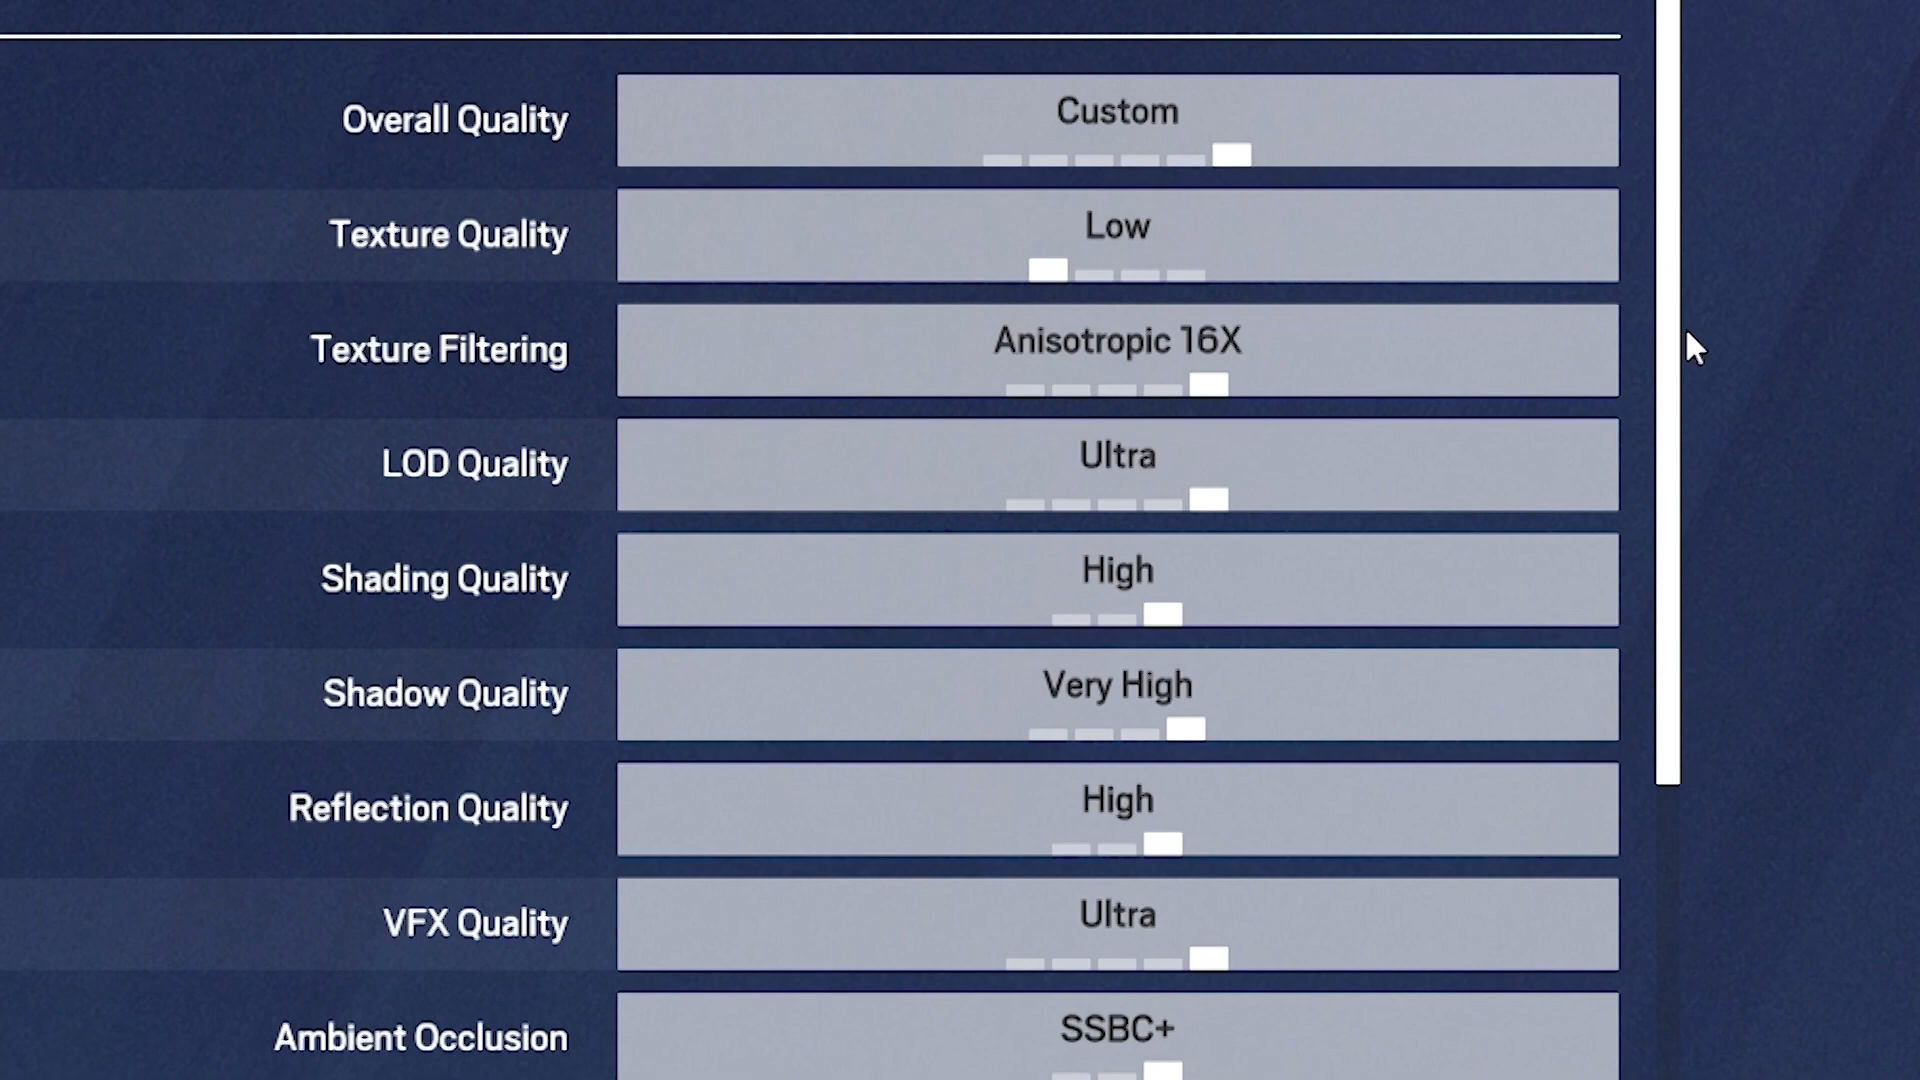 Overall Quality
Custom
Texture Quality
Low
Texture Filtering
Anisotropic 16X
LOD Quality
Ultra
Shading Quality
High
Shadow Quality
Very High
Reflection Quality
High
VFX Quality
Ultra
Ambient Occlusion
SSBC+